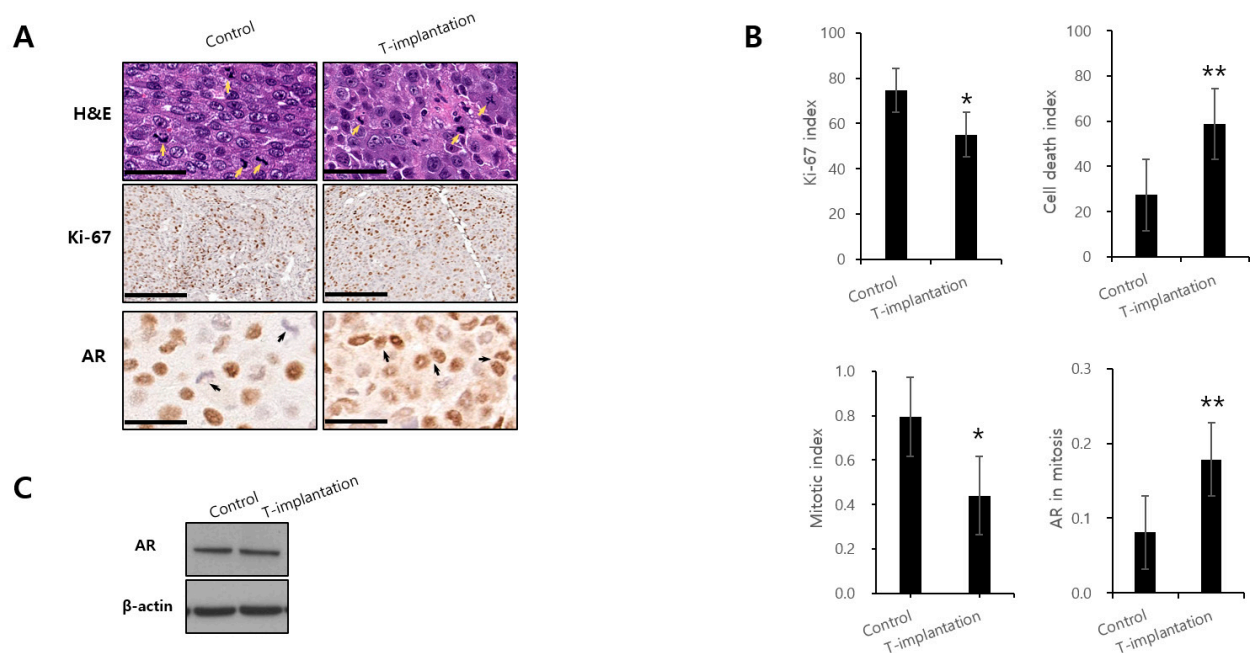 A
Control
T-implantation
H&E
Ki-67
AR
B
Ki-67 index
100
80
60
40
20
0
*
Control
T-implantation
Cell death index
100
80
60
40
20
0
**
Control
T-implantation
Mitotic index
1.0
0.8
0.6
0.4
0.2
0.0
*
Control
T-implantation
AR in mitosis
0.3
0.2
0.1
0.0
**
Control
T-implantation
C
Control
T-implantation
AR
β-actin